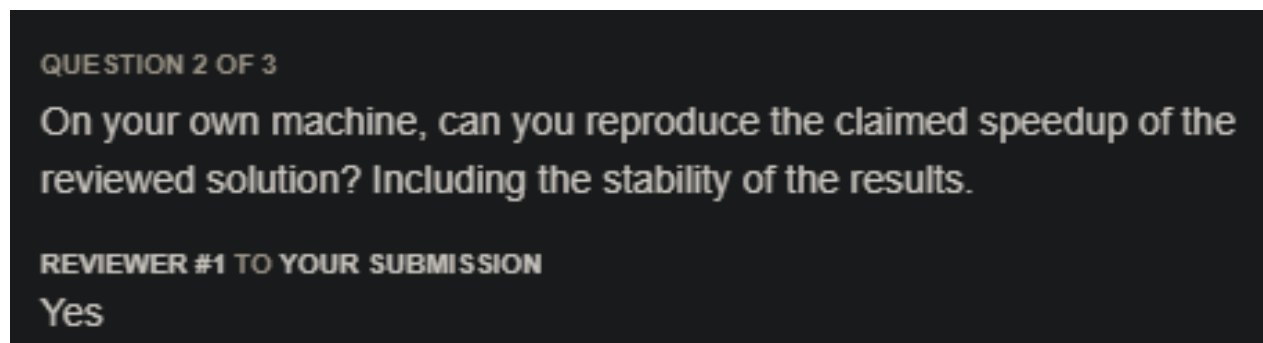 QUESTION 2 OF 3
On your own machine, can you reproduce the claimed speedup of the
reviewed solution? Including the stability of the results.
REVIEWER #1 TO YOUR SUBMISSION
Yes